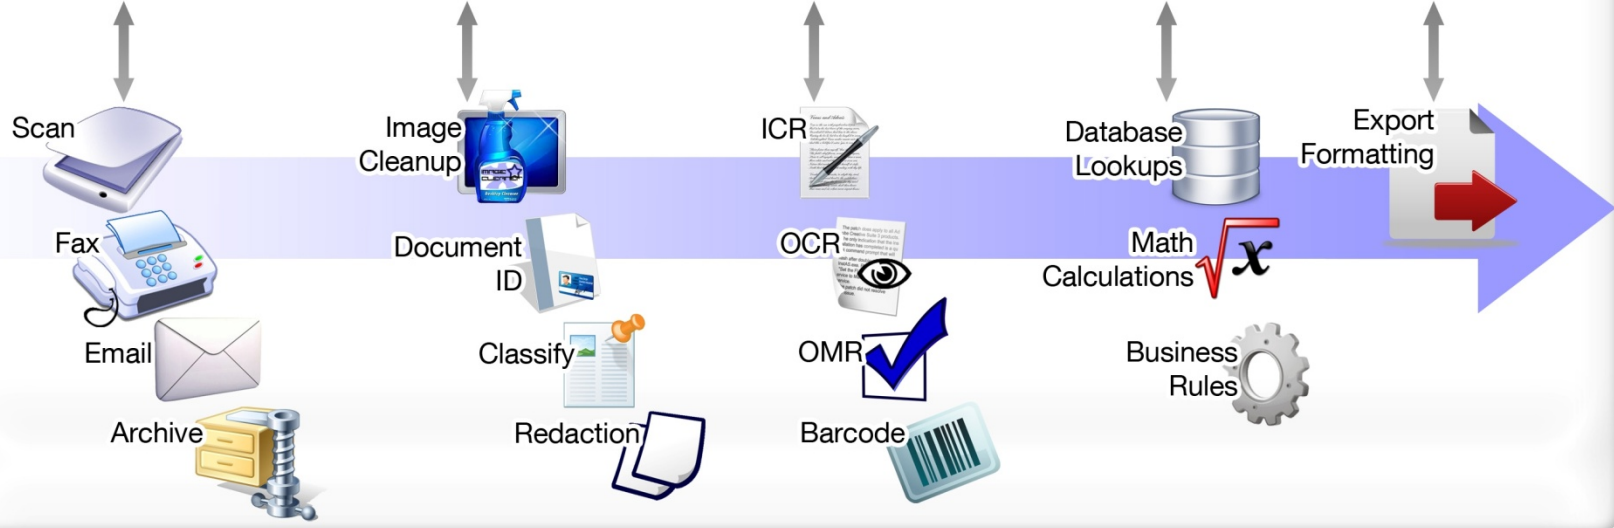 Scan
Fax
Email
Archive
Image
Cleanup
Document
ID
Classify
Redaction
ICR
OCR
OMR
Barcode
Database
Lookups
Math
Calculations
x
Business
Rules
Export
Formatting